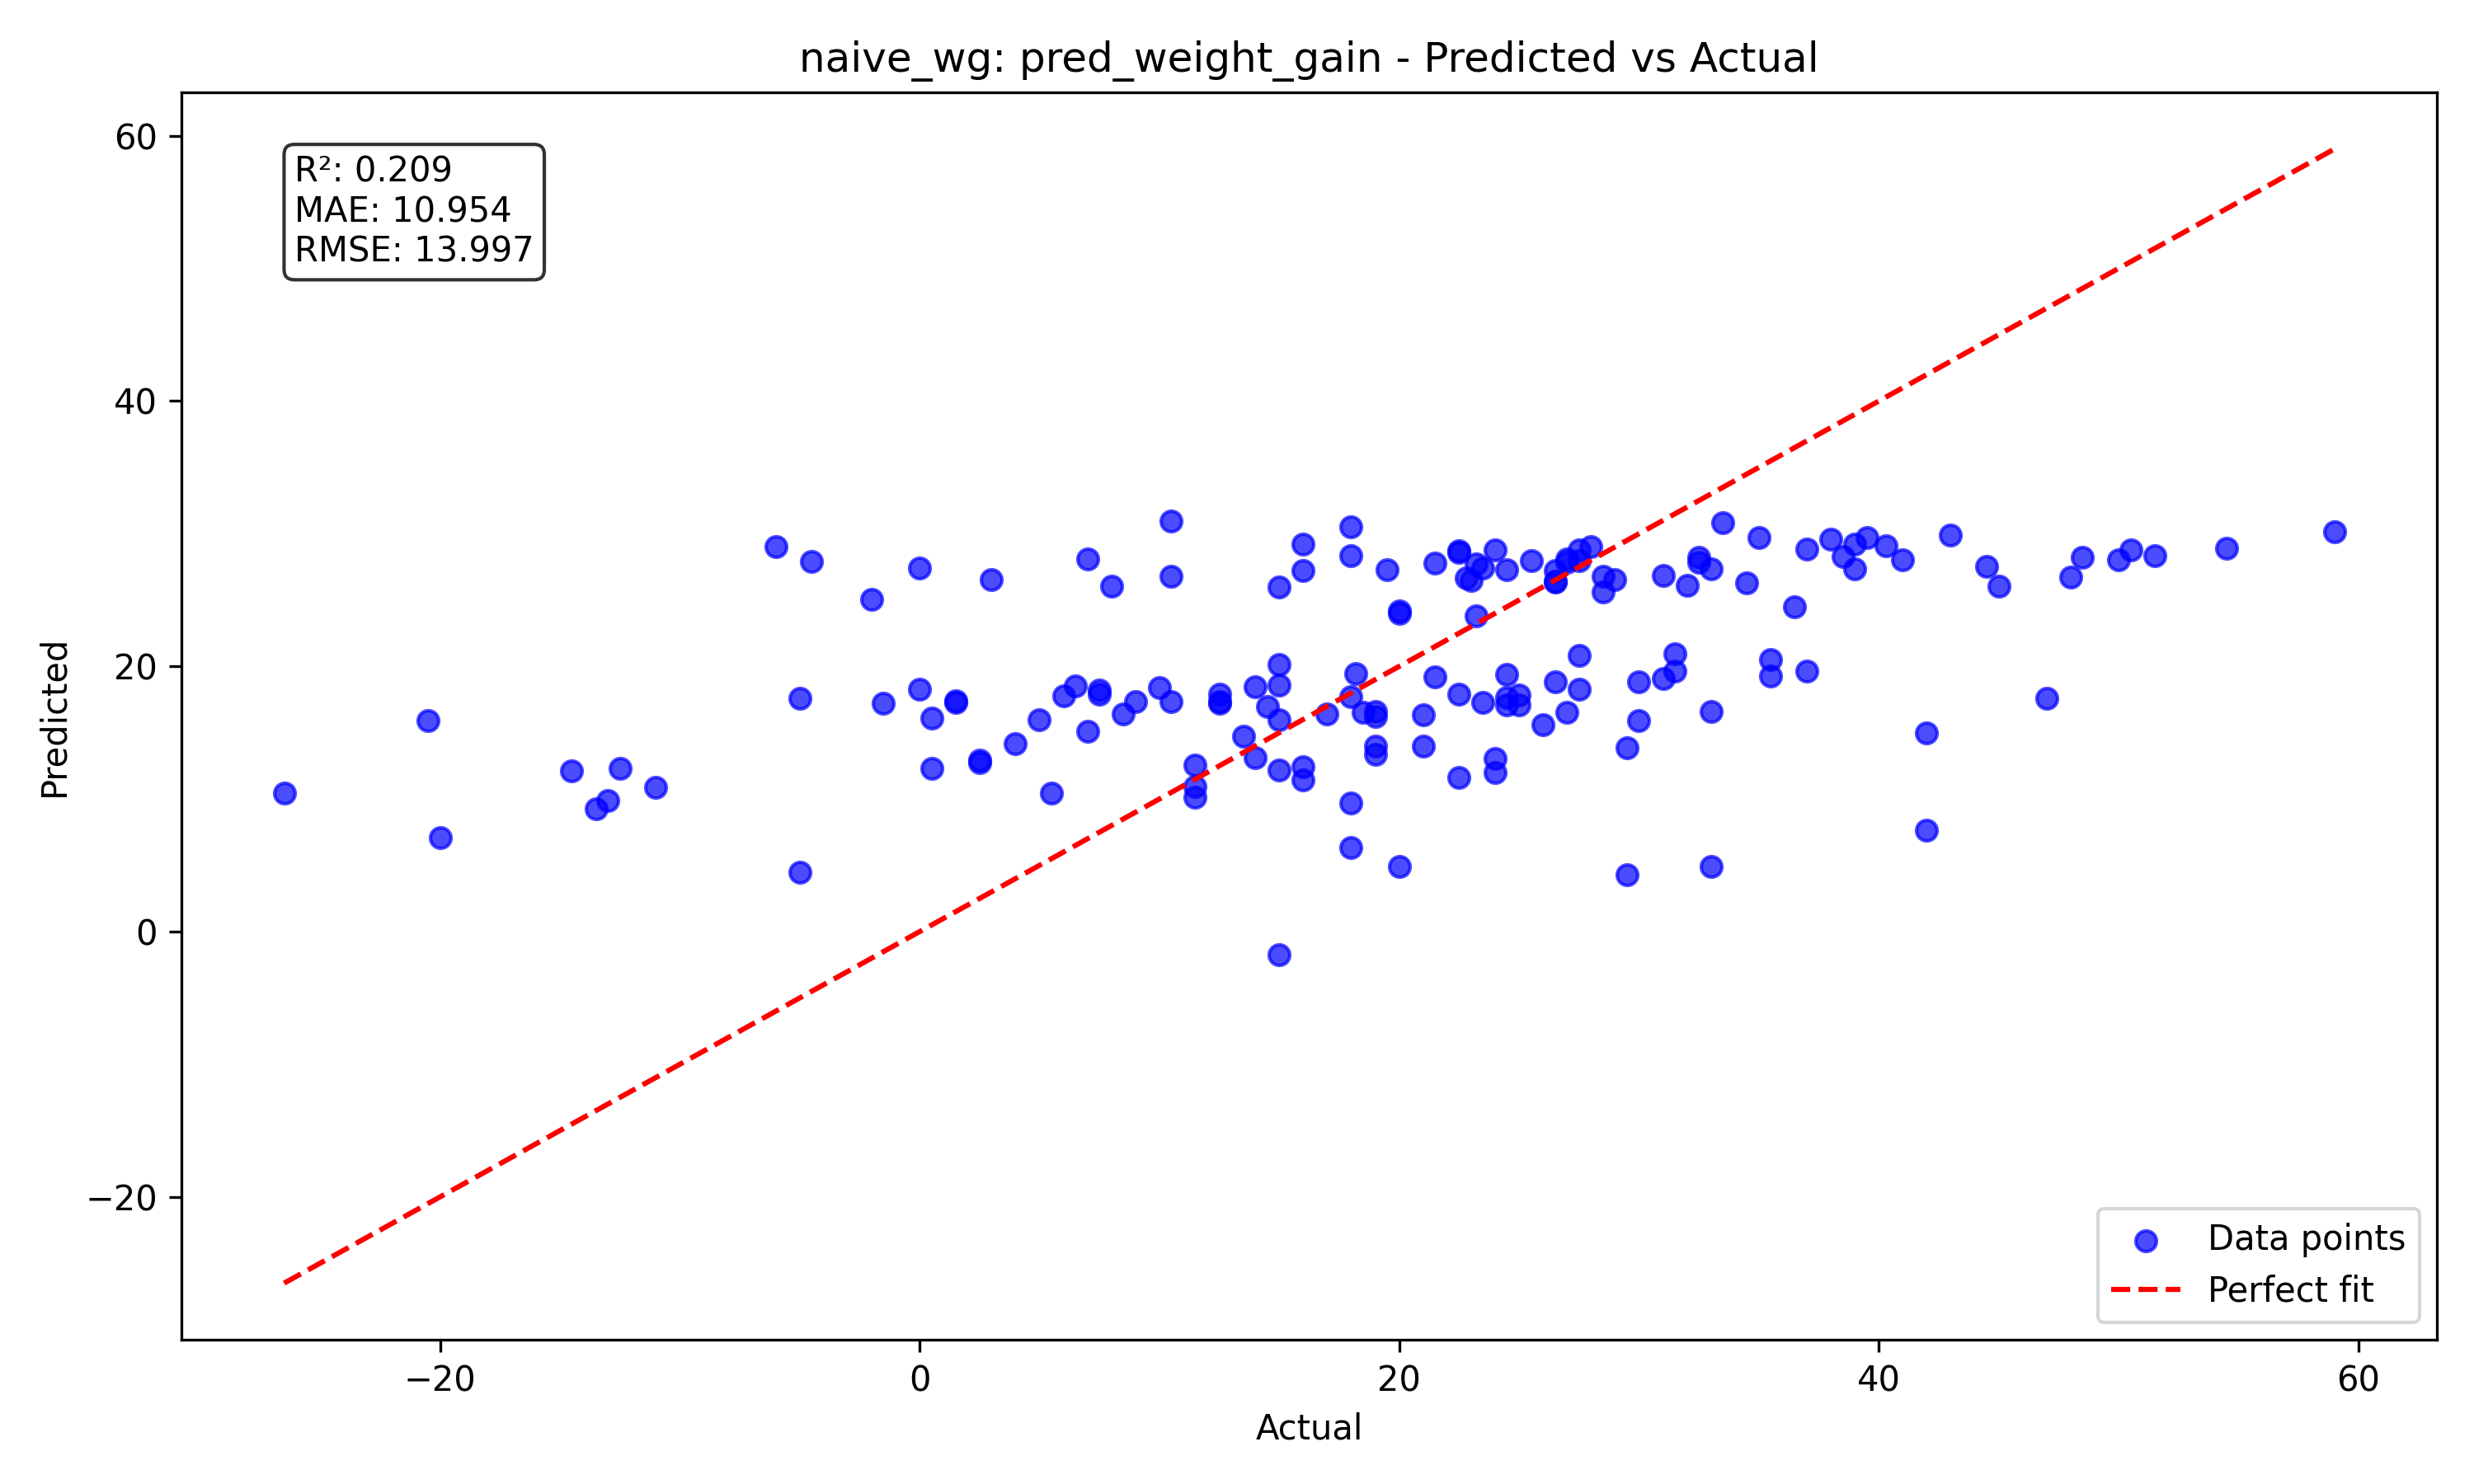 naive_wg: pred_weight_gain - Predicted vs Actual
R²: 0.209
MAE: 10.954
RMSE: 13.997
60
40
20
0
−20
Predicted
−20
0
20
40
60
Actual
Data points
Perfect fit